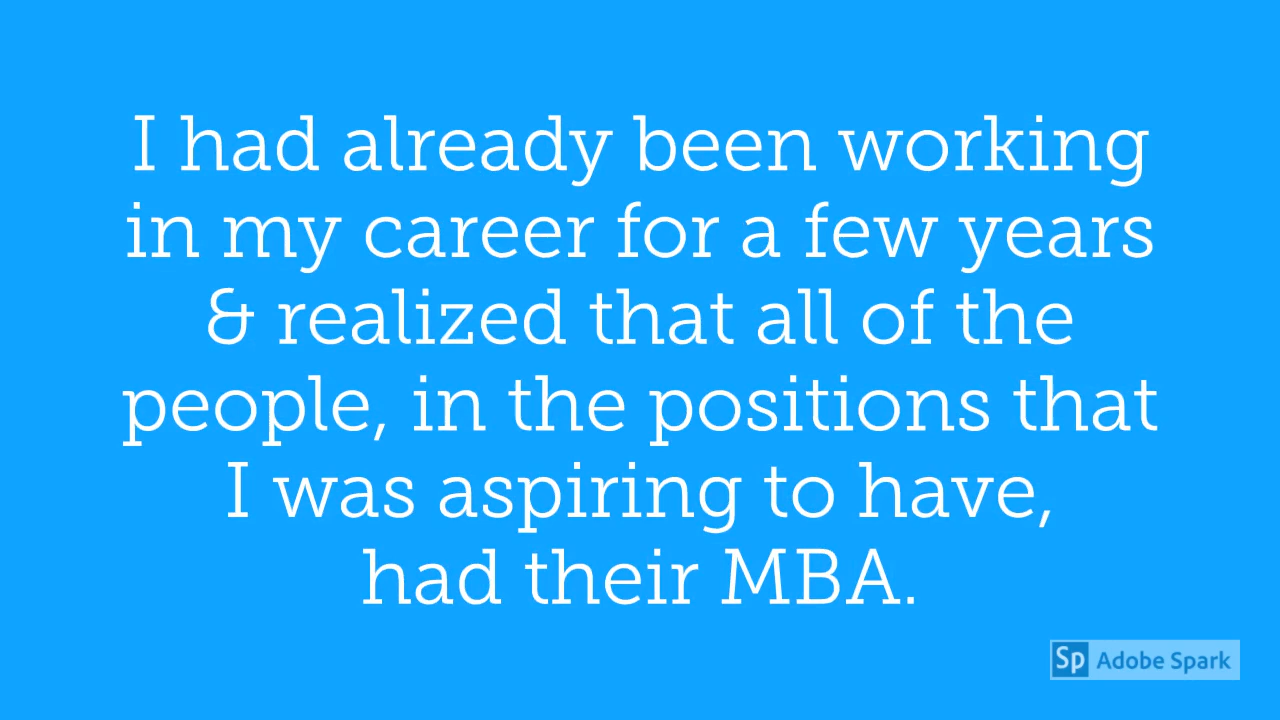 I had already been working
in my career for a few years
& realized that all of the
people, in the positions that
I was aspiring to have,
had their MBA.
Sp Adobe Spark